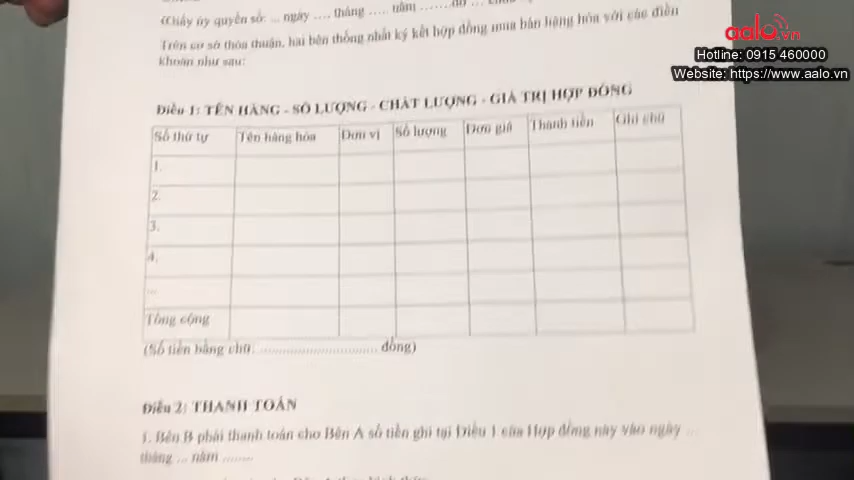 aalo.vn
Hotline: 0915 460000
Website: https://www.aalo.vn
(Giấy ủy quyền số: ... ngày .... tháng ..... năm
Trên cơ sở thỏa thuận, hai bên thống nhất ký kết hợp đồng mua bán hàng hóa với các điều
khoản như sau:
Điều 1: TÊN HÀNG - SỐ LƯỢNG - CHẤT LƯỢNG - GIÁ TRỊ HỢP ĐỒNG
Số thứ tự Tên hàng hóa Đơn vị Số lượng Đơn giá Thành tiền Ghi chú
1.
2.
3.
4.
...
Tổng cộng
(Số tiền bằng chữ: ................................ đồng)
Điều 2: THANH TOÁN
1. Bên B phải thanh toán cho Bên A số tiền ghi tại Điều 1 của Hợp đồng này vào ngày ...
tháng ... năm ........